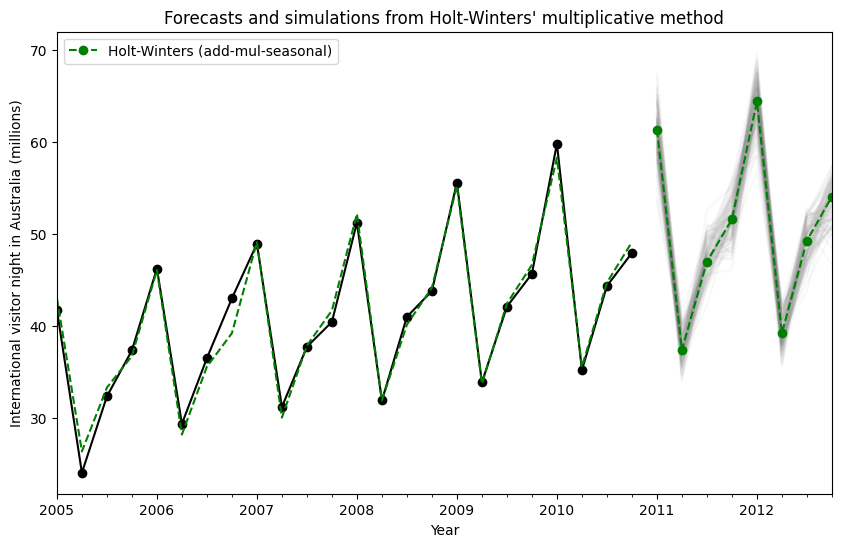 Forecasts and simulations from Holt-Winters' multiplicative method
Holt-Winters (add-mul-seasonal)
International visitor night in Australia (millions)
70
60
50
40
30
2005 2006 2007 2008 2009 2010 2011 2012
Year